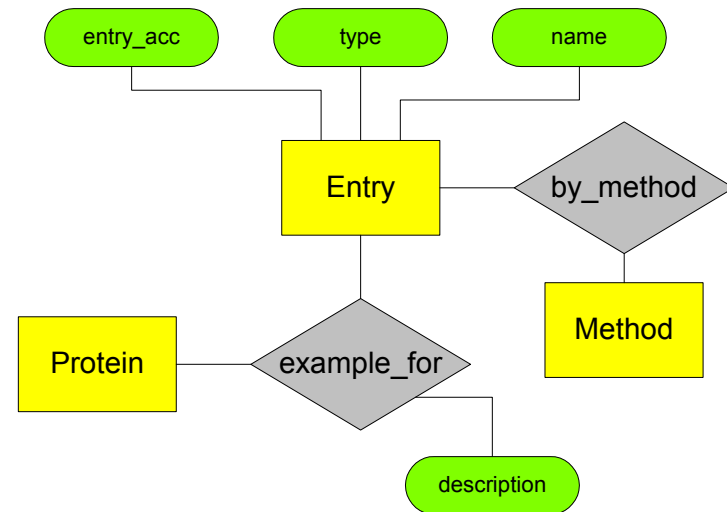 entry_acc
type
name
Entry
by_method
Method
Protein
example_for
description